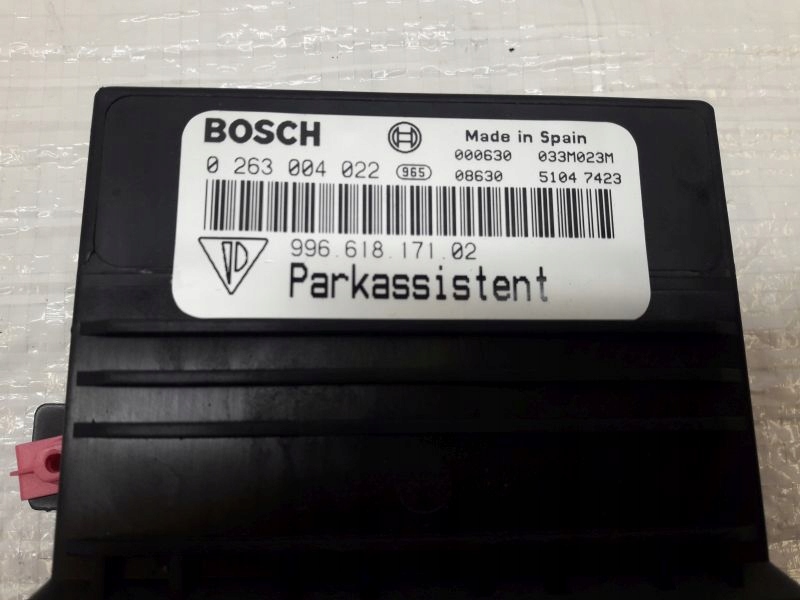 BOSCH Made in Spain
0 263 004 022 965 000630 033M023M
08630 5104 7423
996.618.171.02
Parkassistent